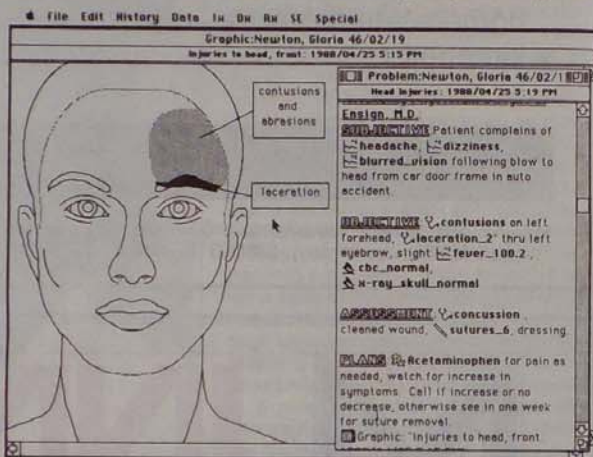 File Edit History Data IH DH RH SE Special
Graphic:Newton, Gloria 46/02/19
Injuries to head, front: 1988/04/25 5:15 PM
contusions
and
abrasions
laceration
Problem:Newton, Gloria 46/02/1
Head injuries: 1988/04/25 5:19 PM
Ensign, M.D.
SUBJECTIVE Patient complains of
headache, dizziness,
blurred_vision following blow to
head from car door frame in auto
accident.
OBJECTIVE contusions on left
forehead, laceration_2" thru left
eyebrow, slight fever_100.2,
cbc_normal,
x-ray_skull_normal
ASSESSMENT concussion,
cleaned wound, sutures_6, dressing.
PLANS Acetaminophen for pain as
needed, watch for increase in
symptoms. Call if increase or no
decrease, otherwise see in one week
for suture removal.
Graphic: "Injuries to head, front